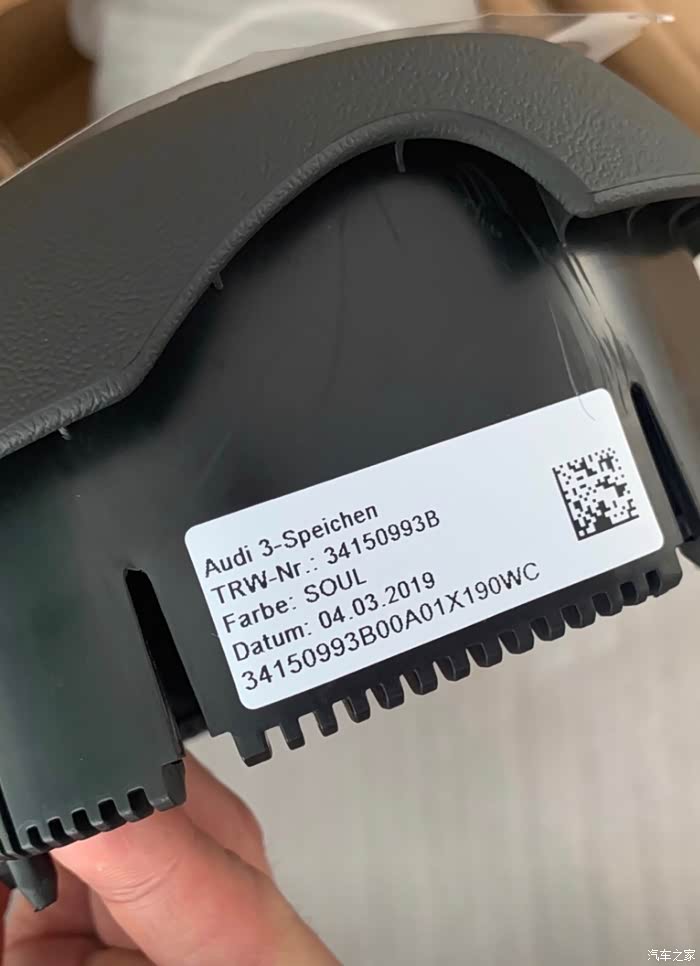 Audi 3-Speichen
TRW-Nr.: 34150993B
Farbe: SOUL
Datum: 04.03.2019
34150993B00A01X190WC
汽车之家